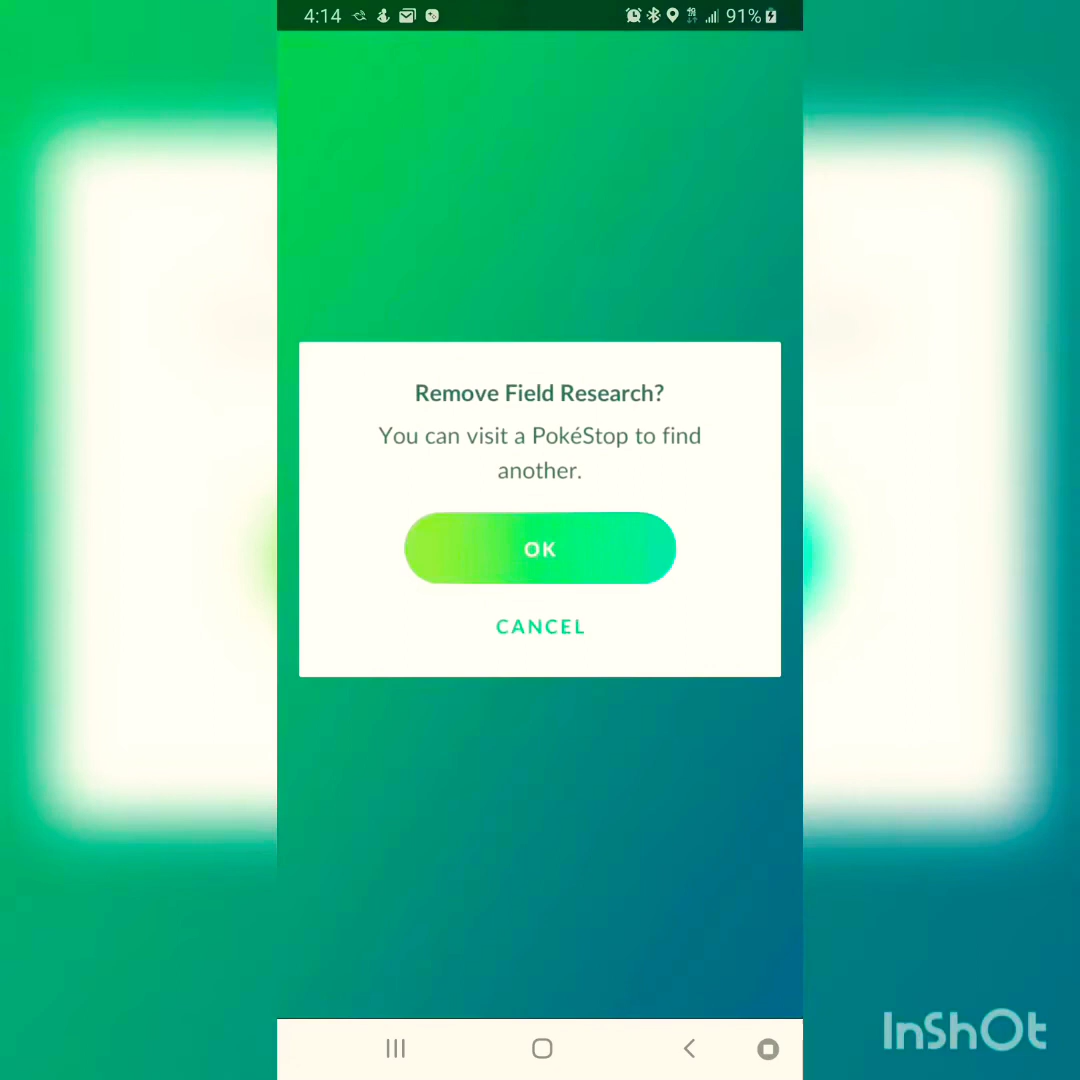 4:14
91%
Remove Field Research?
You can visit a PokéStop to find
another.
OK
CANCEL
InShOt